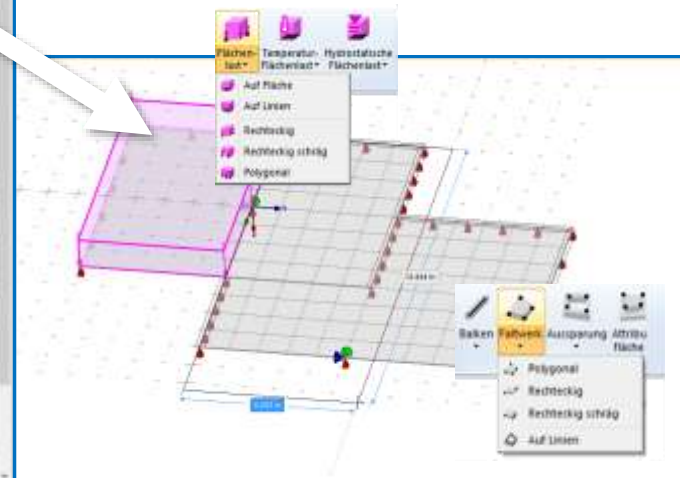 Flächen- Temperatur- Hydrostatische
last Flächenlast Flächenlast
Auf Fläche
Auf Linien
Rechteckig
Rechteckig schräg
Polygonal
Balken Faltwerk Aussparung Attribu
fläche
Polygonal
Rechteckig
Rechteckig schräg
Auf Linien